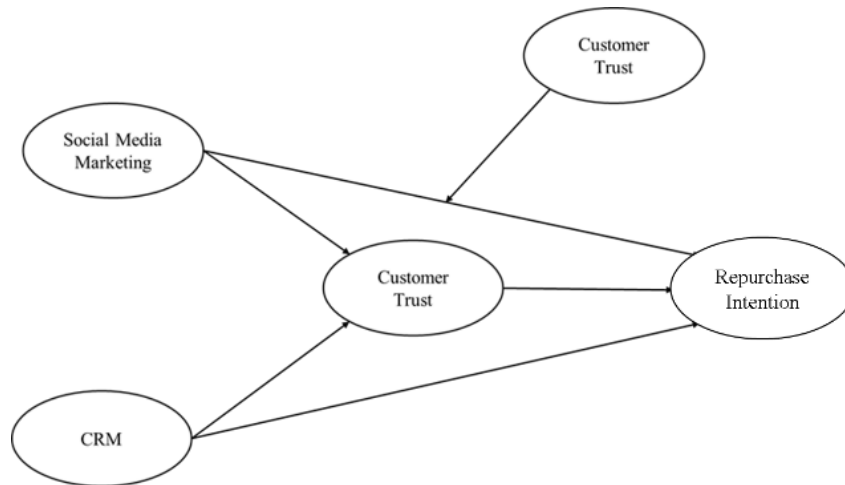 Customer
Trust
Social Media
Marketing
Customer
Trust
Repurchase
Intention
CRM